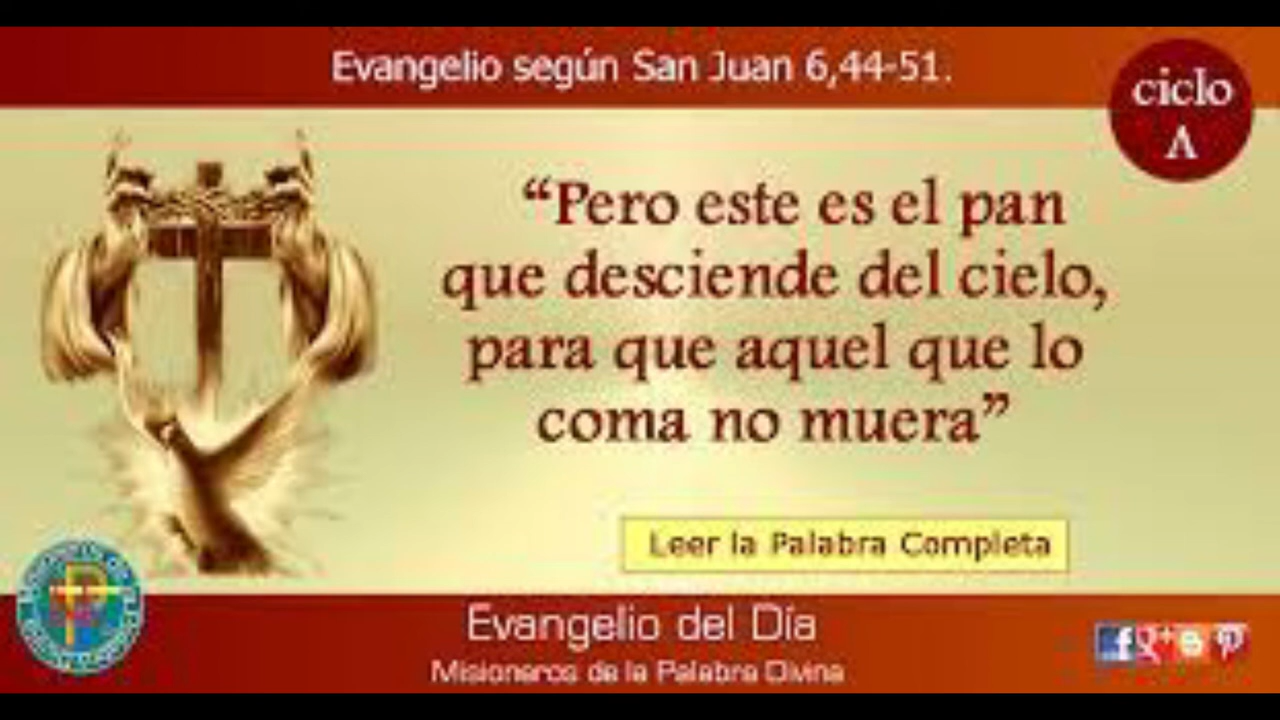 Evangelio según San Juan 6,44-51.
ciclo
A
“Pero este es el pan
que desciende del cielo,
para que aquel que lo
coma no muera”
Leer la Palabra Completa
Evangelio del Día
Misioneros de la Palabra Divina